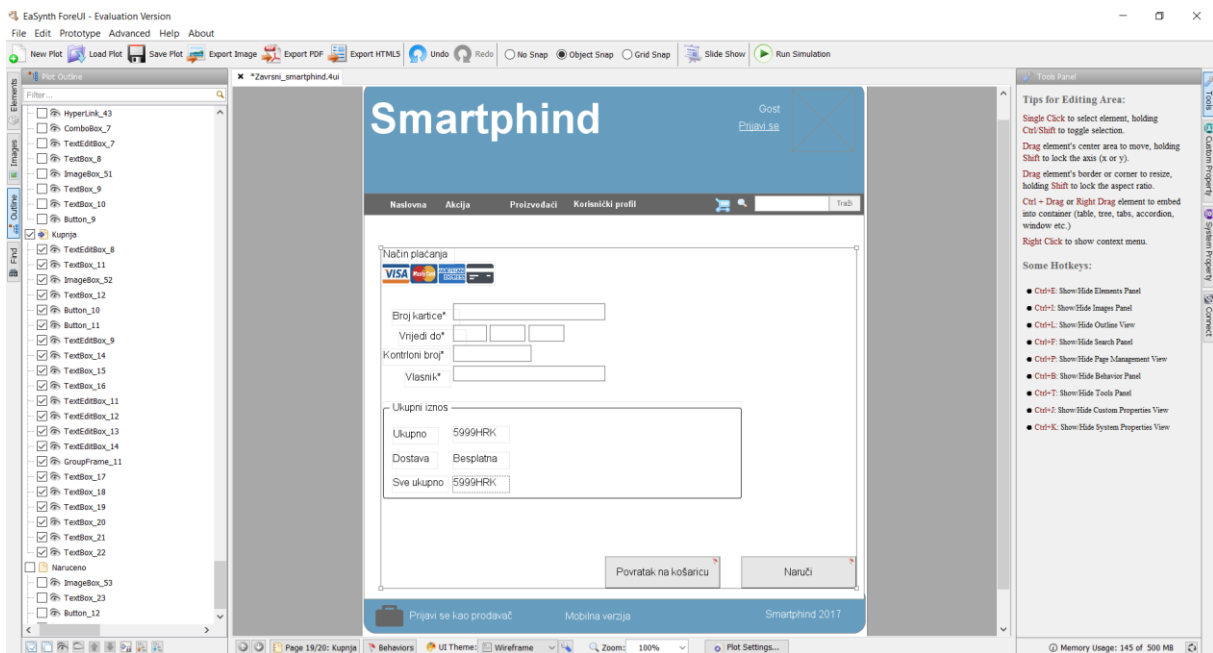 EaSynth ForeUI - Evaluation Version
File Edit Prototype Advanced Help About
New Plot Load Plot Save Plot Export Image Export PDF Export HTML5 Undo Redo No Snap Object Snap Grid Snap Slide Show Run Simulation
Elements
Images
Outline
Find
Plot Outline
Filter...
HyperLink_43
ComboBox_7
TextEditBox_7
TextBox_8
ImageBox_51
TextBox_9
TextBox_10
Button_9
Kupnja
TextEditBox_8
TextBox_11
ImageBox_52
TextBox_12
Button_10
Button_11
TextEditBox_9
TextBox_14
TextBox_15
TextBox_16
TextEditBox_11
TextEditBox_12
TextEditBox_13
TextEditBox_14
GroupFrame_11
TextBox_17
TextBox_18
TextBox_19
TextBox_20
TextBox_21
TextBox_22
Naruceno
ImageBox_53
TextBox_23
Button_12
*Zavrsni_smartphind.4ui
Smartphind
Gost
Prijavi se
Naslovna Akcija Proizvođači Korisnički profil Traži
Način plaćanja
VISA MasterCard
Broj kartice*
Vrijedi do*
Kontrloni broj*
Vlasnik*
Ukupni iznos
Ukupno 5999HRK
Dostava Besplatna
Sve ukupno 5999HRK
Povratak na košaricu Naruči
Prijavi se kao prodavač Mobilna verzija Smartphind 2017
Page 19/20: Kupnja Behaviors UI Theme: Wireframe Zoom: 100% Plot Settings...
Tools Panel
Tips for Editing Area:
Single Click to select element, holding
Ctrl/Shift to toggle selection.
Drag element's center area to move, holding
Shift to lock the axis (x or y).
Drag element's border or corner to resize,
holding Shift to lock the aspect ratio.
Ctrl + Drag or Right Drag element to embed
into container (table, tree, tabs, accordion,
window etc.)
Right Click to show context menu.
Some Hotkeys:
Ctrl+E: Show/Hide Elements Panel
Ctrl+I: Show/Hide Images Panel
Ctrl+L: Show/Hide Outline View
Ctrl+F: Show/Hide Search Panel
Ctrl+P: Show/Hide Page Management View
Ctrl+B: Show/Hide Behavior Panel
Ctrl+T: Show/Hide Tools Panel
Ctrl+J: Show/Hide Custom Properties View
Ctrl+K: Show/Hide System Properties View
Tools
Custom Property
System Property
Connect
Memory Usage: 145 of 500 MB